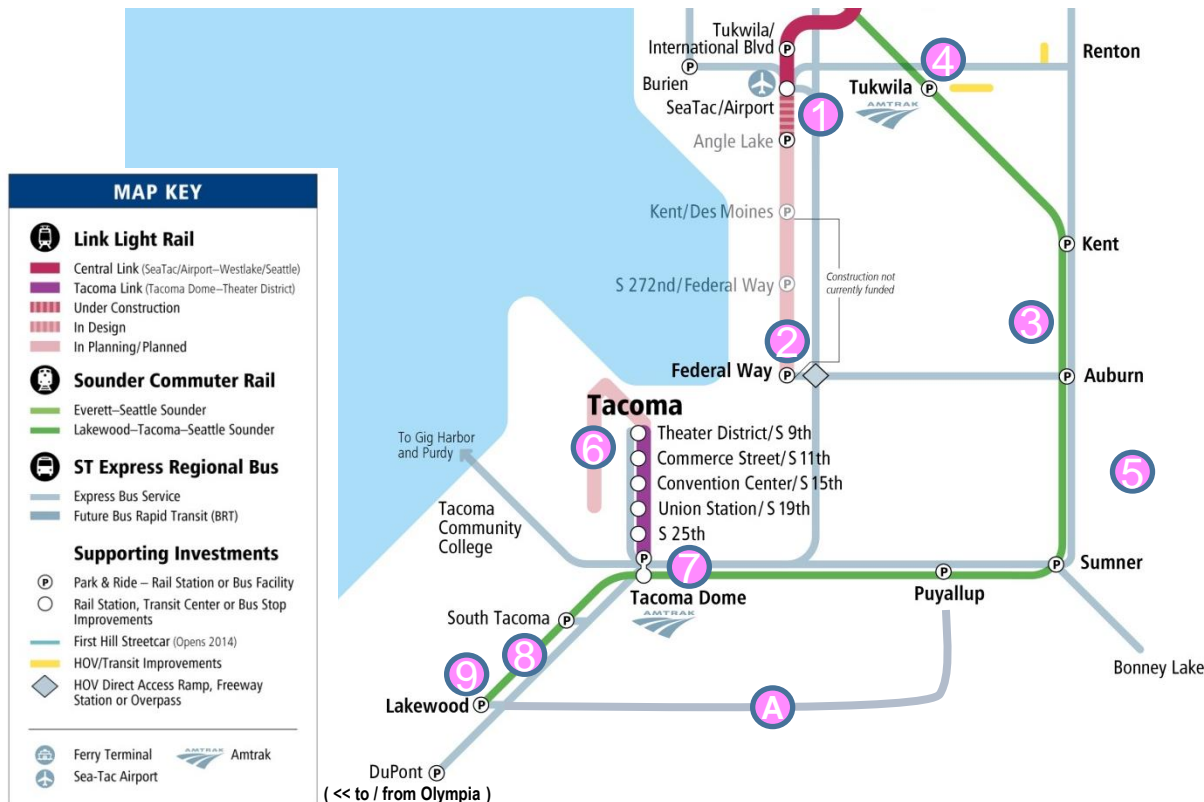 MAP KEY
Link Light Rail
Central Link (SeaTac/Airport–Westlake/Seattle)
Tacoma Link (Tacoma Dome–Theater District)
Under Construction
In Design
In Planning/Planned
Sounder Commuter Rail
Everett–Seattle Sounder
Lakewood–Tacoma–Seattle Sounder
ST Express Regional Bus
Express Bus Service
Future Bus Rapid Transit (BRT)
Supporting Investments
P
Park & Ride – Rail Station or Bus Facility
Rail Station, Transit Center or Bus Stop
Improvements
First Hill Streetcar (Opens 2014)
HOV/Transit Improvements
HOV Direct Access Ramp, Freeway
Station or Overpass
Ferry Terminal
AMTRAK
Amtrak
Sea-Tac Airport
Tukwila/
International Blvd
P
P
Burien
SeaTac/Airport
1
Angle Lake
P
Kent/Des Moines
P
Construction not
currently funded
S 272nd/Federal Way
P
2
Federal Way
P
Renton
4
Tukwila
P
AMTRAK
Kent
P
3
Auburn
P
5
Tacoma
6
Theater District/S 9th
Commerce Street/S 11th
Convention Center/S 15th
Union Station/S 19th
S 25th
P
To Gig Harbor
and Purdy
Tacoma
Community
College
7
Tacoma Dome
AMTRAK
P
Puyallup
P
Sumner
Bonney Lake
South Tacoma
P
8
9
Lakewood
P
A
DuPont
P
( << to / from Olympia )